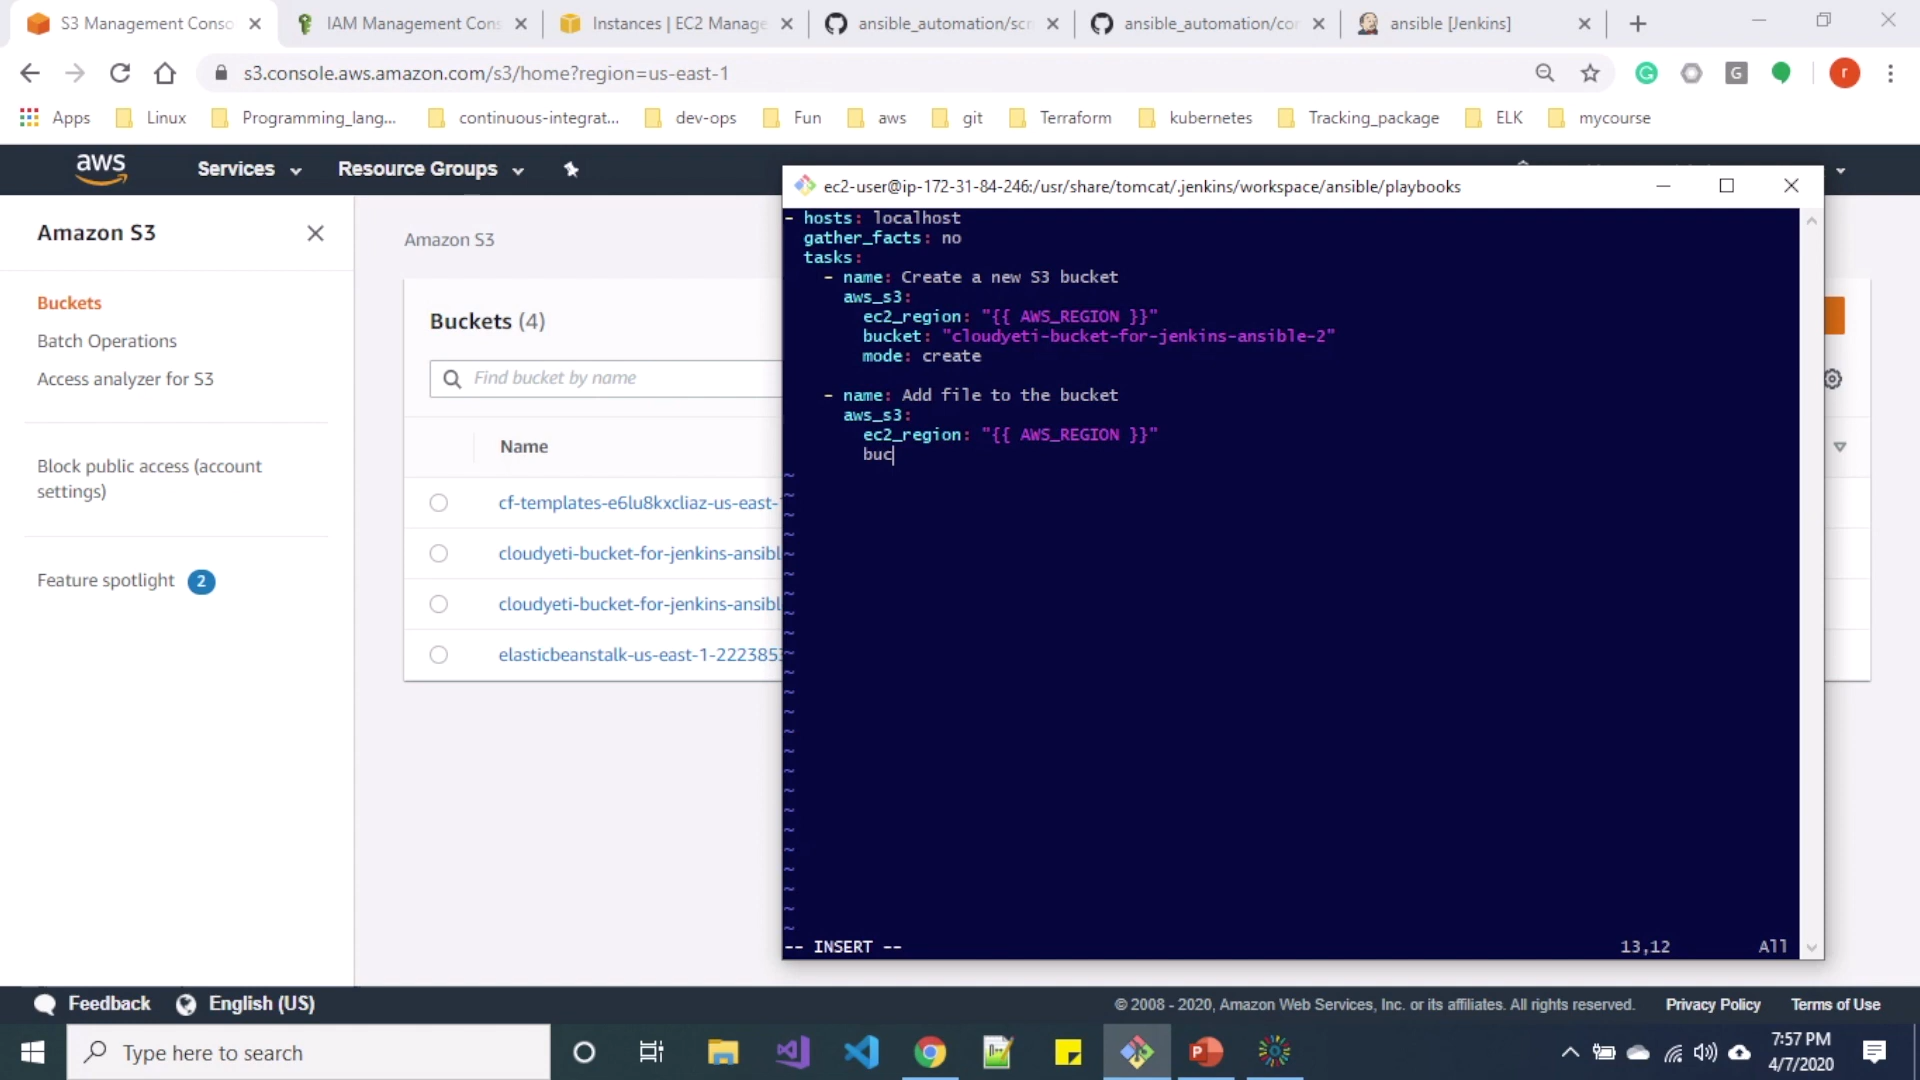 S3 Management Conso
IAM Management Cons
Instances | EC2 Manage
ansible_automation/scr
ansible_automation/cor
ansible [Jenkins]
s3.console.aws.amazon.com/s3/home?region=us-east-1
G
r
Apps
Linux
Programming_lang...
continuous-integrat...
dev-ops
Fun
aws
git
Terraform
kubernetes
Tracking_package
ELK
mycourse
aws
Services
Resource Groups
Amazon S3
Buckets
Batch Operations
Access analyzer for S3
Block public access (account
settings)
Feature spotlight 2
Amazon S3
Buckets (4)
Find bucket by name
Name
cf-templates-e6lu8kxcliaz-us-east-
cloudyeti-bucket-for-jenkins-ansibl
cloudyeti-bucket-for-jenkins-ansibl
elasticbeanstalk-us-east-1-2223853
ec2-user@ip-172-31-84-246:/usr/share/tomcat/.jenkins/workspace/ansible/playbooks
- hosts: localhost
gather_facts: no
tasks:
- name: Create a new S3 bucket
aws_s3:
ec2_region: "{{ AWS_REGION }}"
bucket: "cloudyeti-bucket-for-jenkins-ansible-2"
mode: create
- name: Add file to the bucket
aws_s3:
ec2_region: "{{ AWS_REGION }}"
buc
-- INSERT --
13,12
All
Feedback
English (US)
© 2008 - 2020, Amazon Web Services, Inc. or its affiliates. All rights reserved.
Privacy Policy
Terms of Use
Type here to search
7:57 PM
4/7/2020